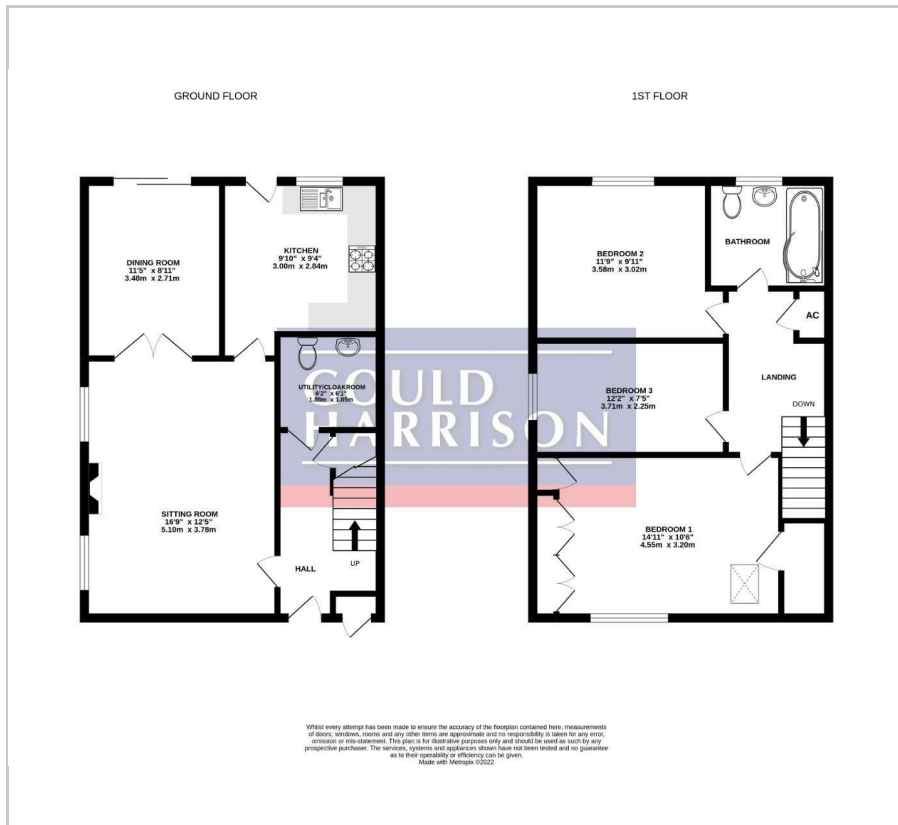 GROUND FLOOR
1ST FLOOR
DINING ROOM
11'5" x 8'11"
3.48m x 2.71m
KITCHEN
9'10" x 9'4"
3.00m x 2.84m
UTILITY/CLOAKROOM
6'2" x 6'1"
1.88m x 1.85m
SITTING ROOM
16'9" x 12'5"
5.10m x 3.78m
HALL
UP
BEDROOM 2
11'9" x 9'11"
3.58m x 3.02m
BATHROOM
AC
BEDROOM 3
12'2" x 7'5"
3.71m x 2.25m
LANDING
DOWN
BEDROOM 1
14'11" x 10'6"
4.55m x 3.20m
GOULD
HARRISON
Whilst every attempt has been made to ensure the accuracy of the floorplan contained here, measurements
of doors, windows, rooms and any other items are approximate and no responsibility is taken for any error,
omission or mis-statement. This plan is for illustrative purposes only and should be used as such by any
prospective purchaser. The services, systems and appliances shown have not been tested and no guarantee
as to their operability or efficiency can be given.
Made with Metropix ©2022